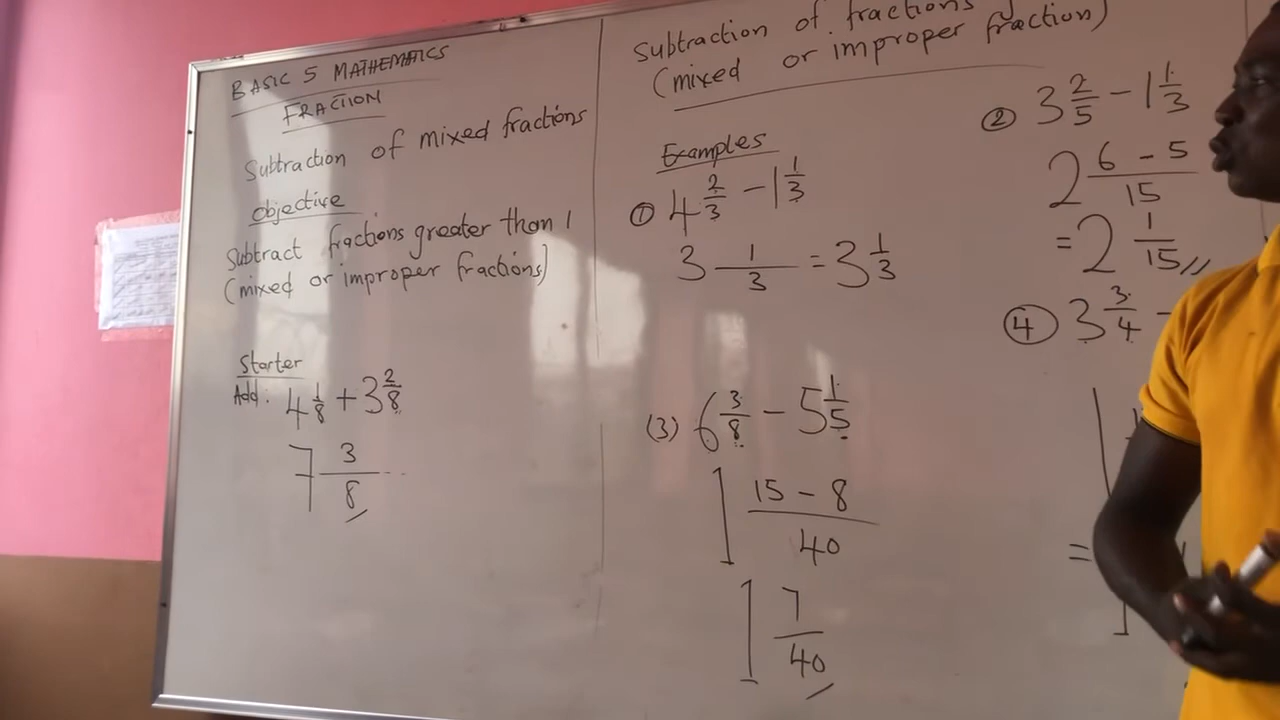 BASIC 5 MATHEMATICS
FRACTION
Subtraction of mixed fractions
Objective
Subtract fractions greater than 1
(mixed or improper fractions)
Starter
Add: 4 1/8 + 3 2/8
7 3/8
Subtraction of fractions
(mixed or improper fraction)
Examples
① 4 2/3 - 1 1/3
3 1/3 = 3 1/3
(3) 6 3/8 - 5 1/5
1 15 - 8/40
1 7/40
② 3 2/5 - 1 1/3
2 6 - 5/15
= 2 1/15
④ 3 3/4 -
=